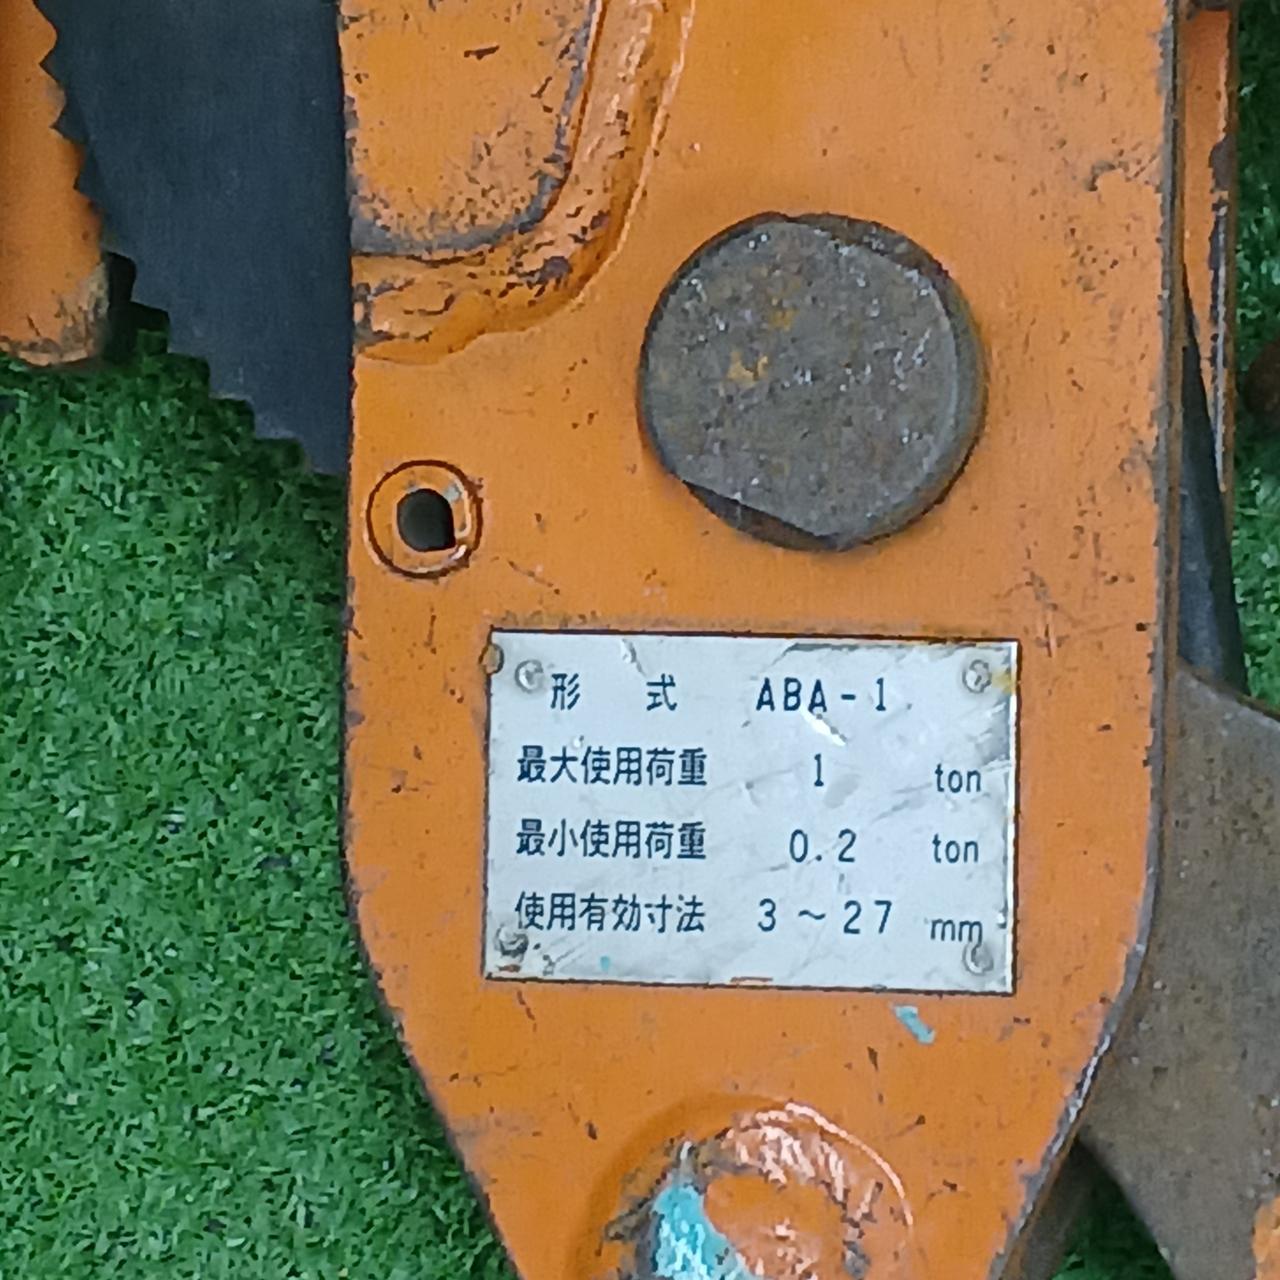 形式 ABA-1
最大使用荷重 1 ton
最小使用荷重 0.2 ton
使用有効寸法 3～27 mm